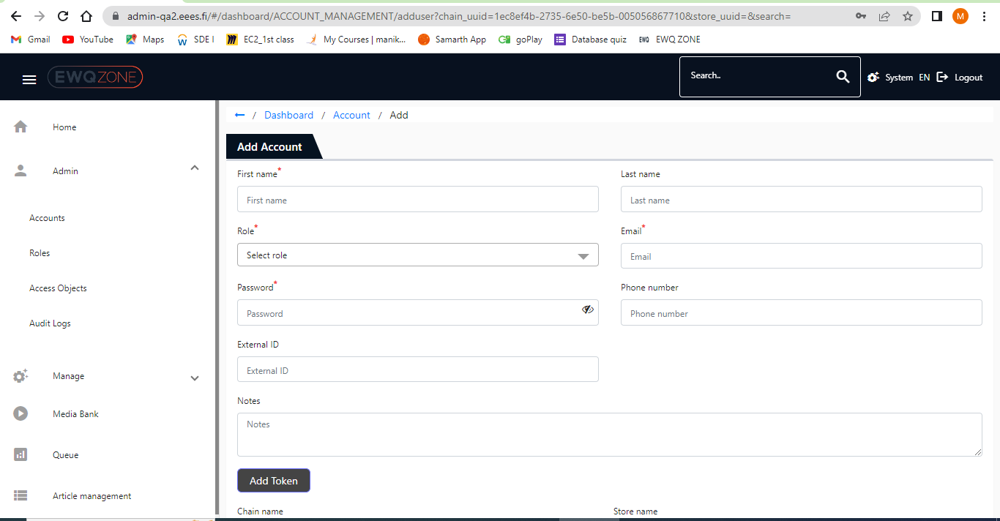 admin-qa2.eees.fi/#/dashboard/ACCOUNT_MANAGEMENT/adduser?chain_uuid=1ec8ef4b-2735-6e50-be5b-005056867710&store_uuid=&search=
M
Gmail YouTube Maps SDE I EC2_1st class My Courses | manik... Samarth App goPlay Database quiz EWQ EWQ ZONE
EWQZONE Search.. System EN Logout
Home
Admin
Accounts
Roles
Access Objects
Audit Logs
Manage
Media Bank
Queue
Article management
← / Dashboard / Account / Add
Add Account
First name* Last name
First name Last name
Role* Email*
Select role Email
Password* Phone number
Password Phone number
External ID
External ID
Notes
Notes
Add Token
Chain name Store name